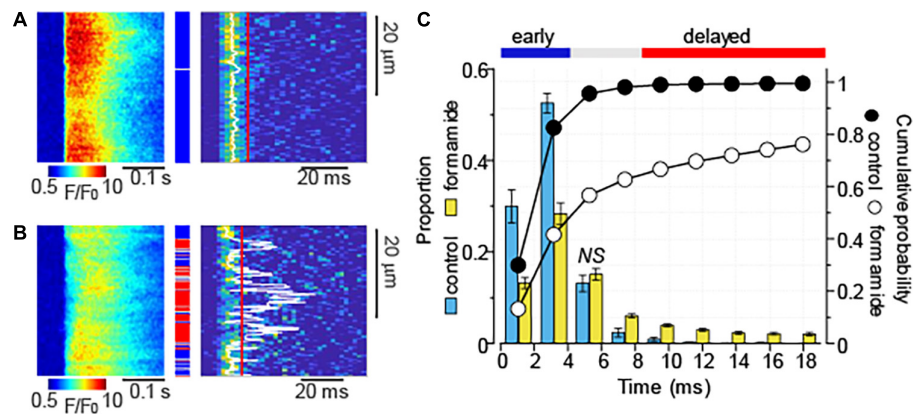 A
20 μm
0.5 F/F0 10 0.1 s
20 ms
B
20 μm
0.5 F/F0 10 0.1 s
20 ms
C
early delayed
Proportion
control formamide
0.6
0.4
0.2
0
NS
0 2 4 6 8 10 12 14 16 18
Time (ms)
1
0.8
0.6
0.4
0.2
0
Cumulative probability
control formamide